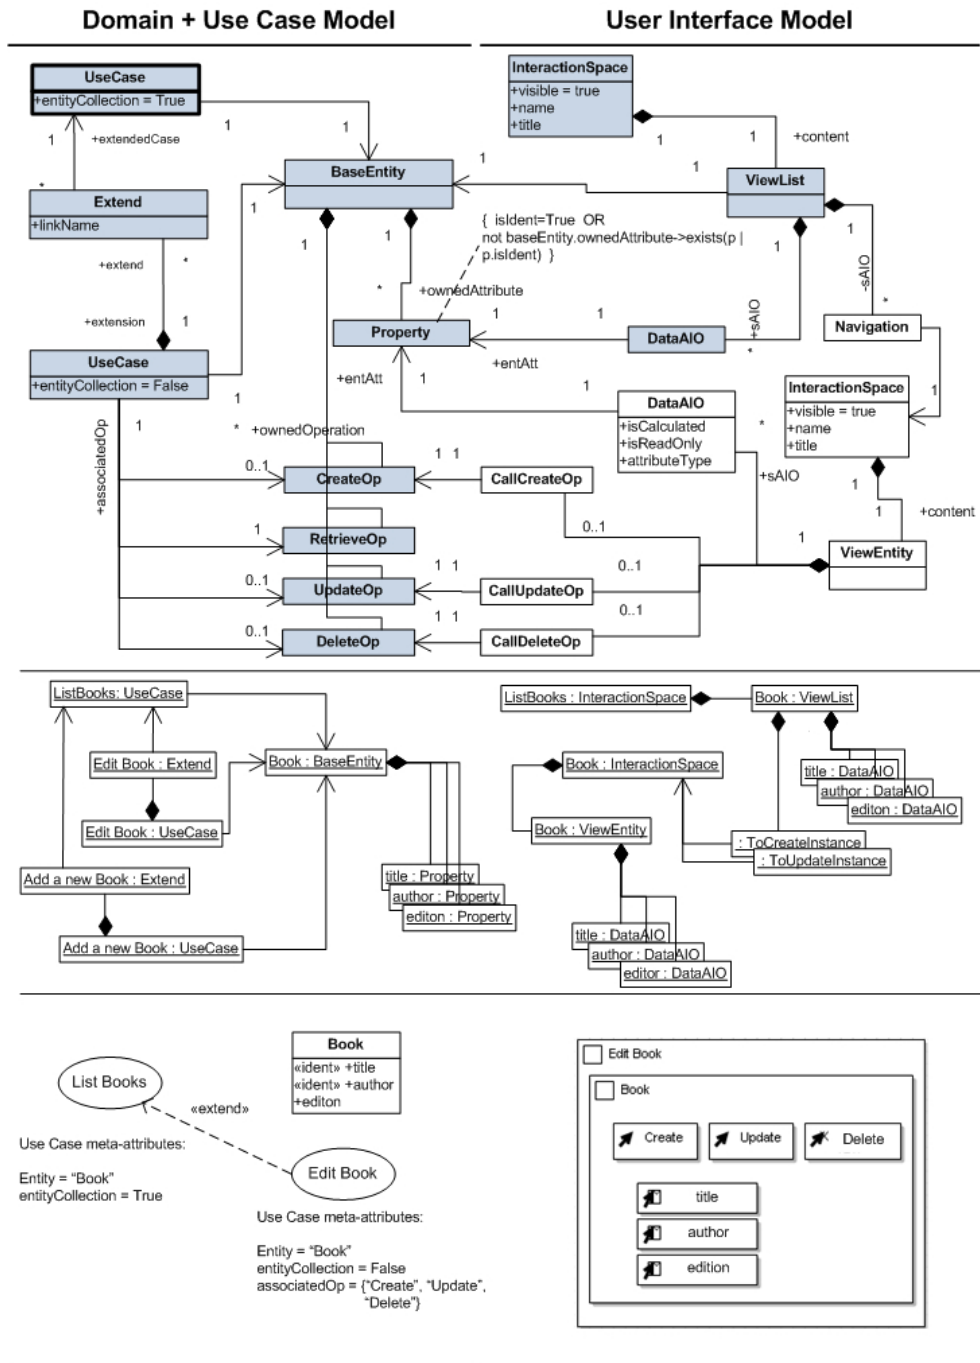 Domain + Use Case Model
User Interface Model
UseCase
+entityCollection = True
1
1
1
+extendedCase
*
Extend
+linkName
+extend
*
+extension
1
UseCase
+entityCollection = False
BaseEntity
1
1
1
1
*
+ownedAttribute
{ isIdent=True OR
not baseEntity.ownedAttribute->exists(p |
p.isIdent) }
InteractionSpace
+visible = true
+name
+title
1
1
+content
1
1
ViewList
1
1
-sAIO
*
Navigation
+sAIO
*
Property
1
1
DataAIO
+entAtt
+entAtt
1
1
DataAIO
+isCalculated
+isReadOnly
+attributeType
*
+sAIO
1
InteractionSpace
+visible = true
+name
+title
1
1
+content
ViewEntity
1
1
1
*
+ownedOperation
+associatedOp
0..1
CreateOp
1 1
CallCreateOp
0..1
1
RetrieveOp
0..1
UpdateOp
1 1
CallUpdateOp
0..1
0..1
DeleteOp
1 1
CallDeleteOp
0..1
ListBooks: UseCase
Edit Book : Extend
Edit Book : UseCase
Add a new Book : Extend
Add a new Book : UseCase
Book : BaseEntity
title : Property
author : Property
editon : Property
ListBooks : InteractionSpace
Book : ViewList
title : DataAIO
author : DataAIO
editon : DataAIO
Book : InteractionSpace
Book : ViewEntity
: ToCreateInstance
: ToUpdateInstance
title : DataAIO
author : DataAIO
editor : DataAIO
List Books
«extend»
Book
«ident» +title
«ident» +author
+editon
Use Case meta-attributes:
Entity = “Book”
entityCollection = True
Edit Book
Use Case meta-attributes:
Entity = “Book”
entityCollection = False
associatedOp = {“Create”, “Update”,
“Delete”}
Edit Book
Book
Create
Update
Delete
title
author
edition